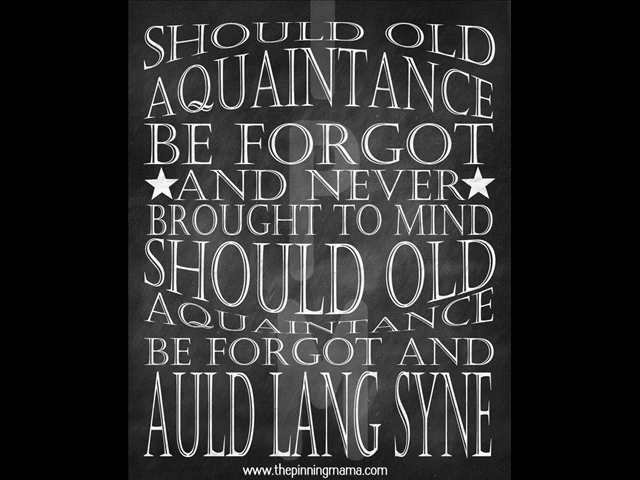 SHOULD OLD
AQUAINTANCE
BE FORGOT
AND NEVER
BROUGHT TO MIND
SHOULD OLD
AQUAINTANCE
BE FORGOT AND
AULD LANG SYNE
www.thepinningmama.com